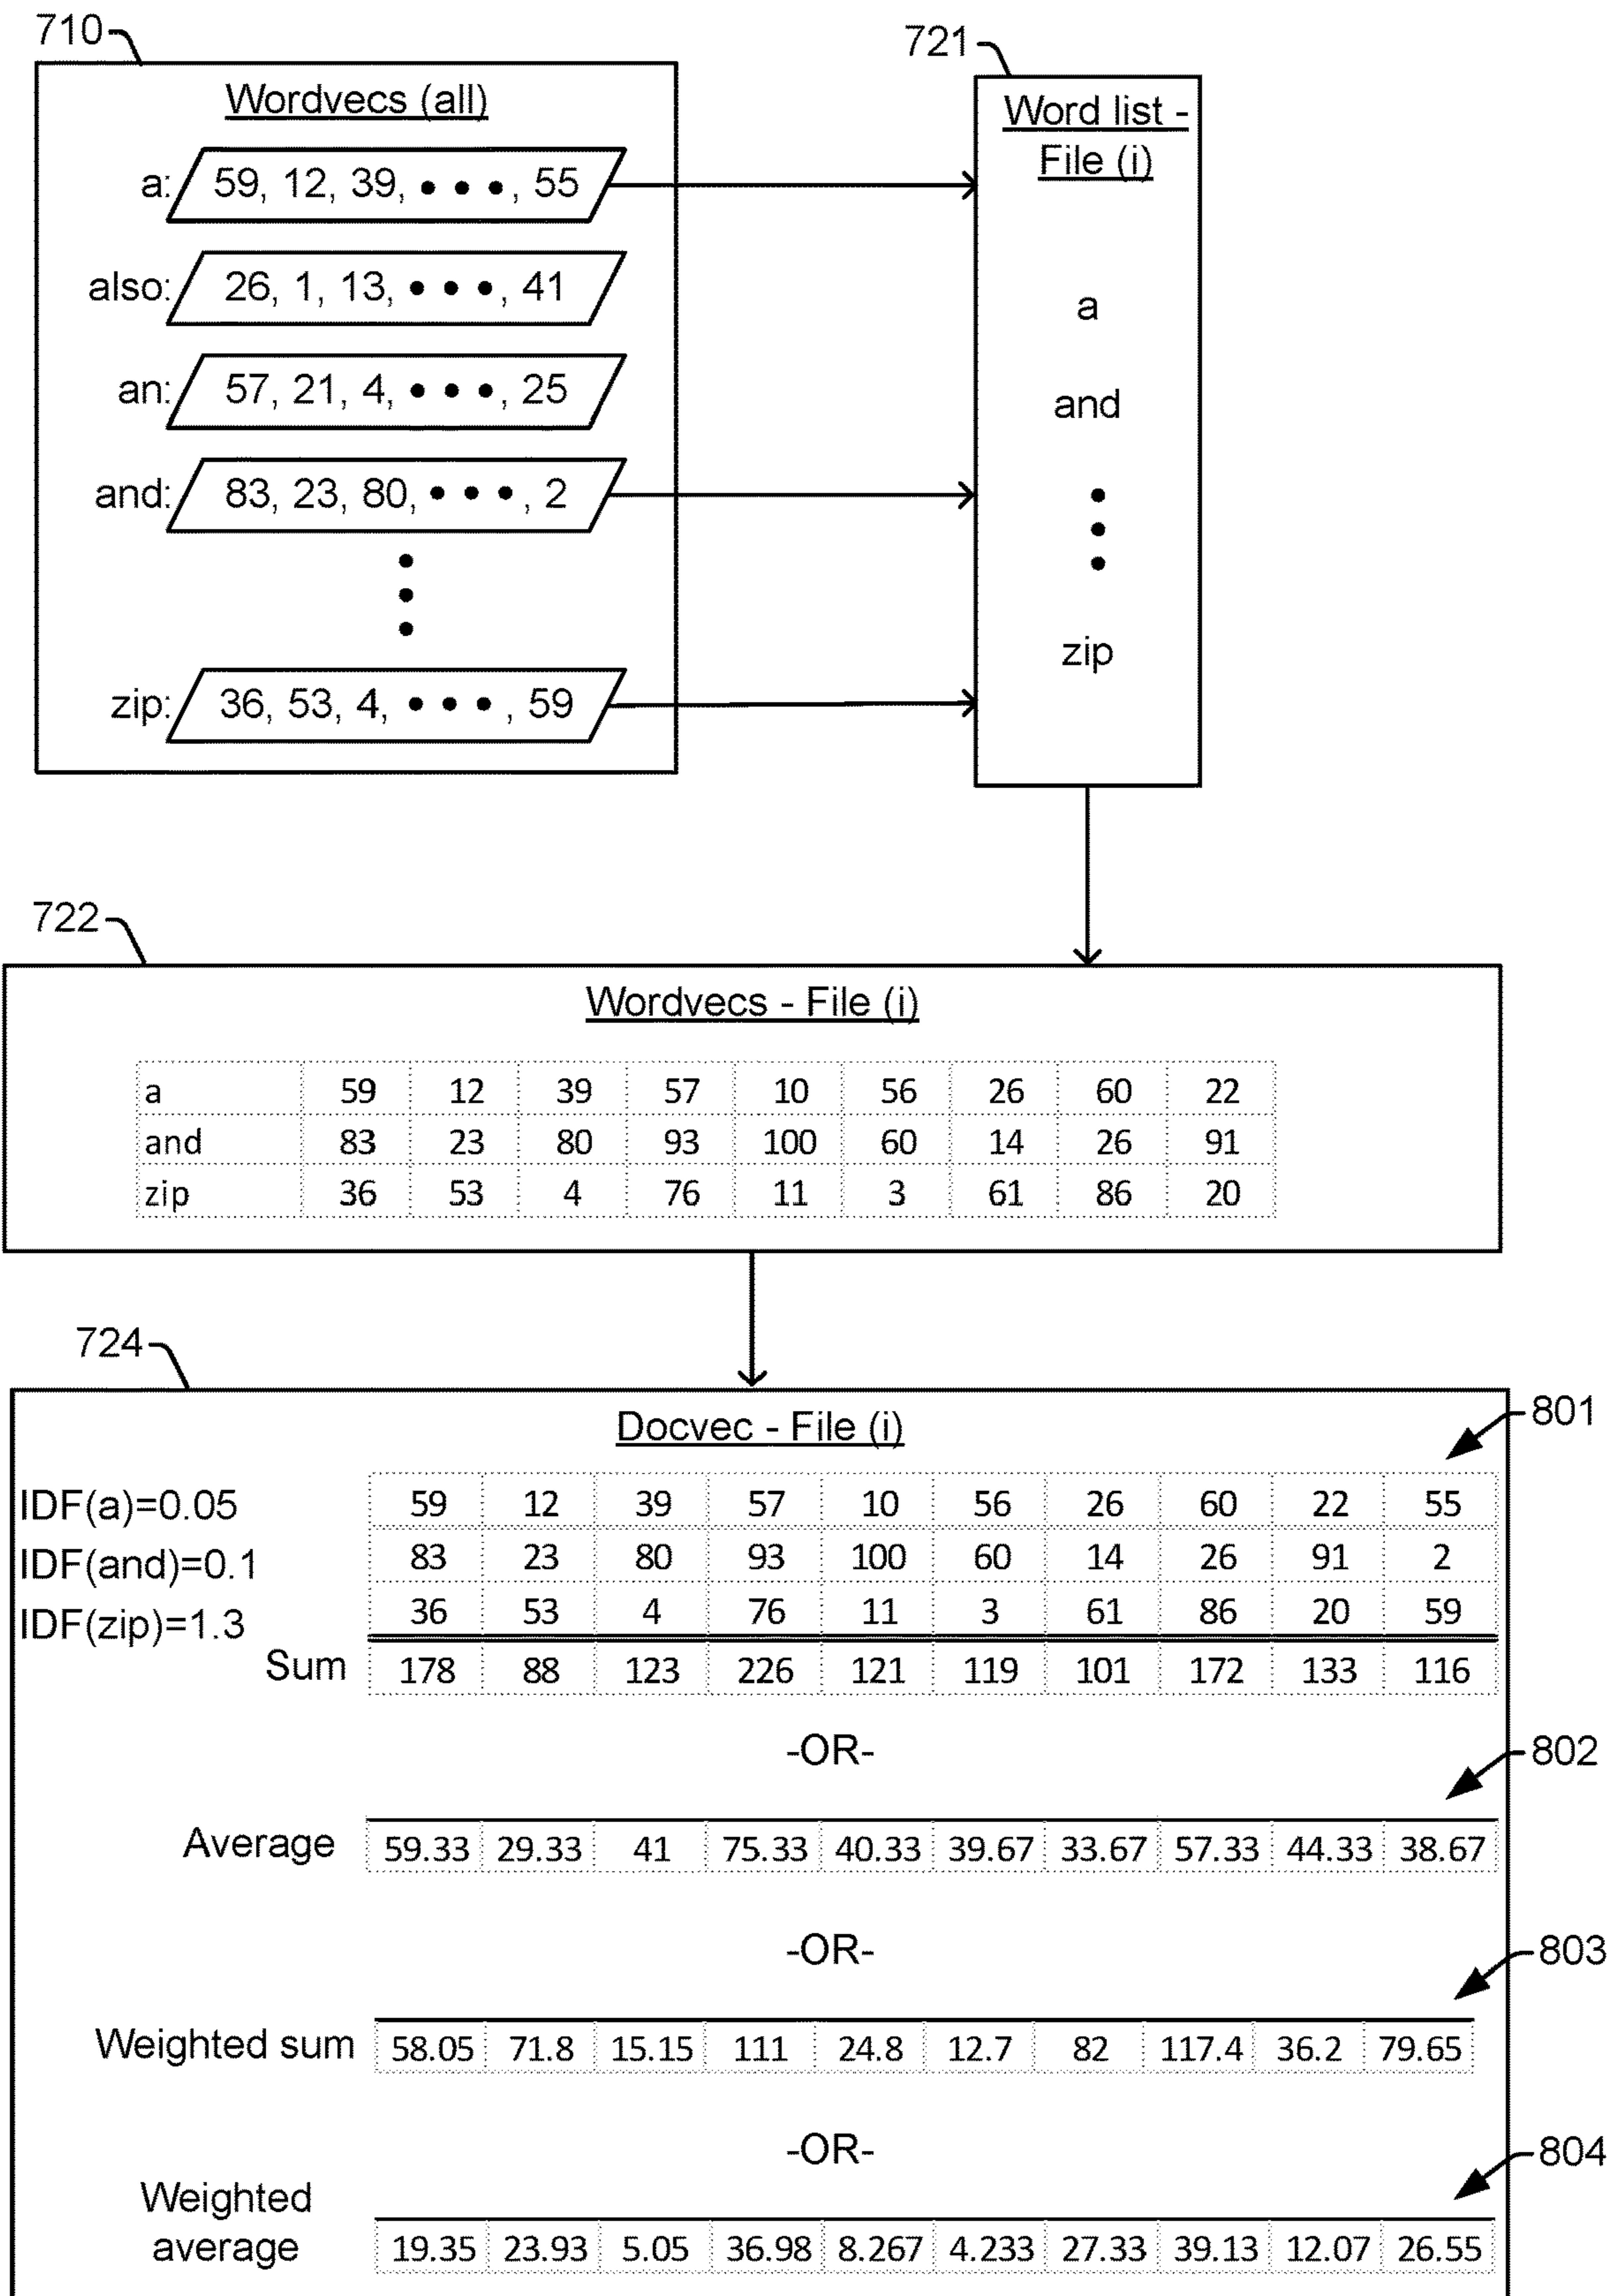 710
Wordvecs (all)
a: 59, 12, 39, • • •, 55
also: 26, 1, 13, • • •, 41
an: 57, 21, 4, • • •, 25
and: 83, 23, 80, • • •, 2
zip: 36, 53, 4, • • •, 59
721
Word list -
File (i)
a
and
zip
722
Wordvecs - File (i)
a 59 12 39 57 10 56 26 60 22
and 83 23 80 93 100 60 14 26 91
zip 36 53 4 76 11 3 61 86 20
724
Docvec - File (i)
801
IDF(a)=0.05 59 12 39 57 10 56 26 60 22 55
IDF(and)=0.1 83 23 80 93 100 60 14 26 91 2
IDF(zip)=1.3 36 53 4 76 11 3 61 86 20 59
Sum 178 88 123 226 121 119 101 172 133 116
-OR-
802
Average 59.33 29.33 41 75.33 40.33 39.67 33.67 57.33 44.33 38.67
-OR-
803
Weighted sum 58.05 71.8 15.15 111 24.8 12.7 82 117.4 36.2 79.65
-OR-
804
Weighted
average 19.35 23.93 5.05 36.98 8.267 4.233 27.33 39.13 12.07 26.55